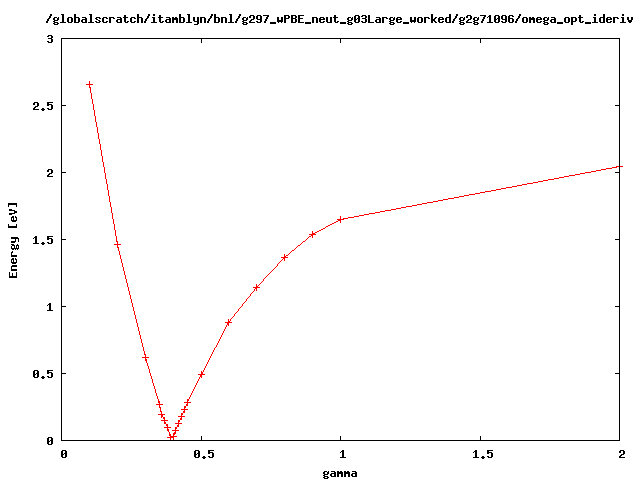 /globalscratch/itamblyn/bnl/g297_wPBE_neut_g03Large_worked/g2g71096/omega_opt_ideriv
3
2.5
2
1.5
1
0.5
0
Energy [eV]
0 0.5 1 1.5 2
gamma